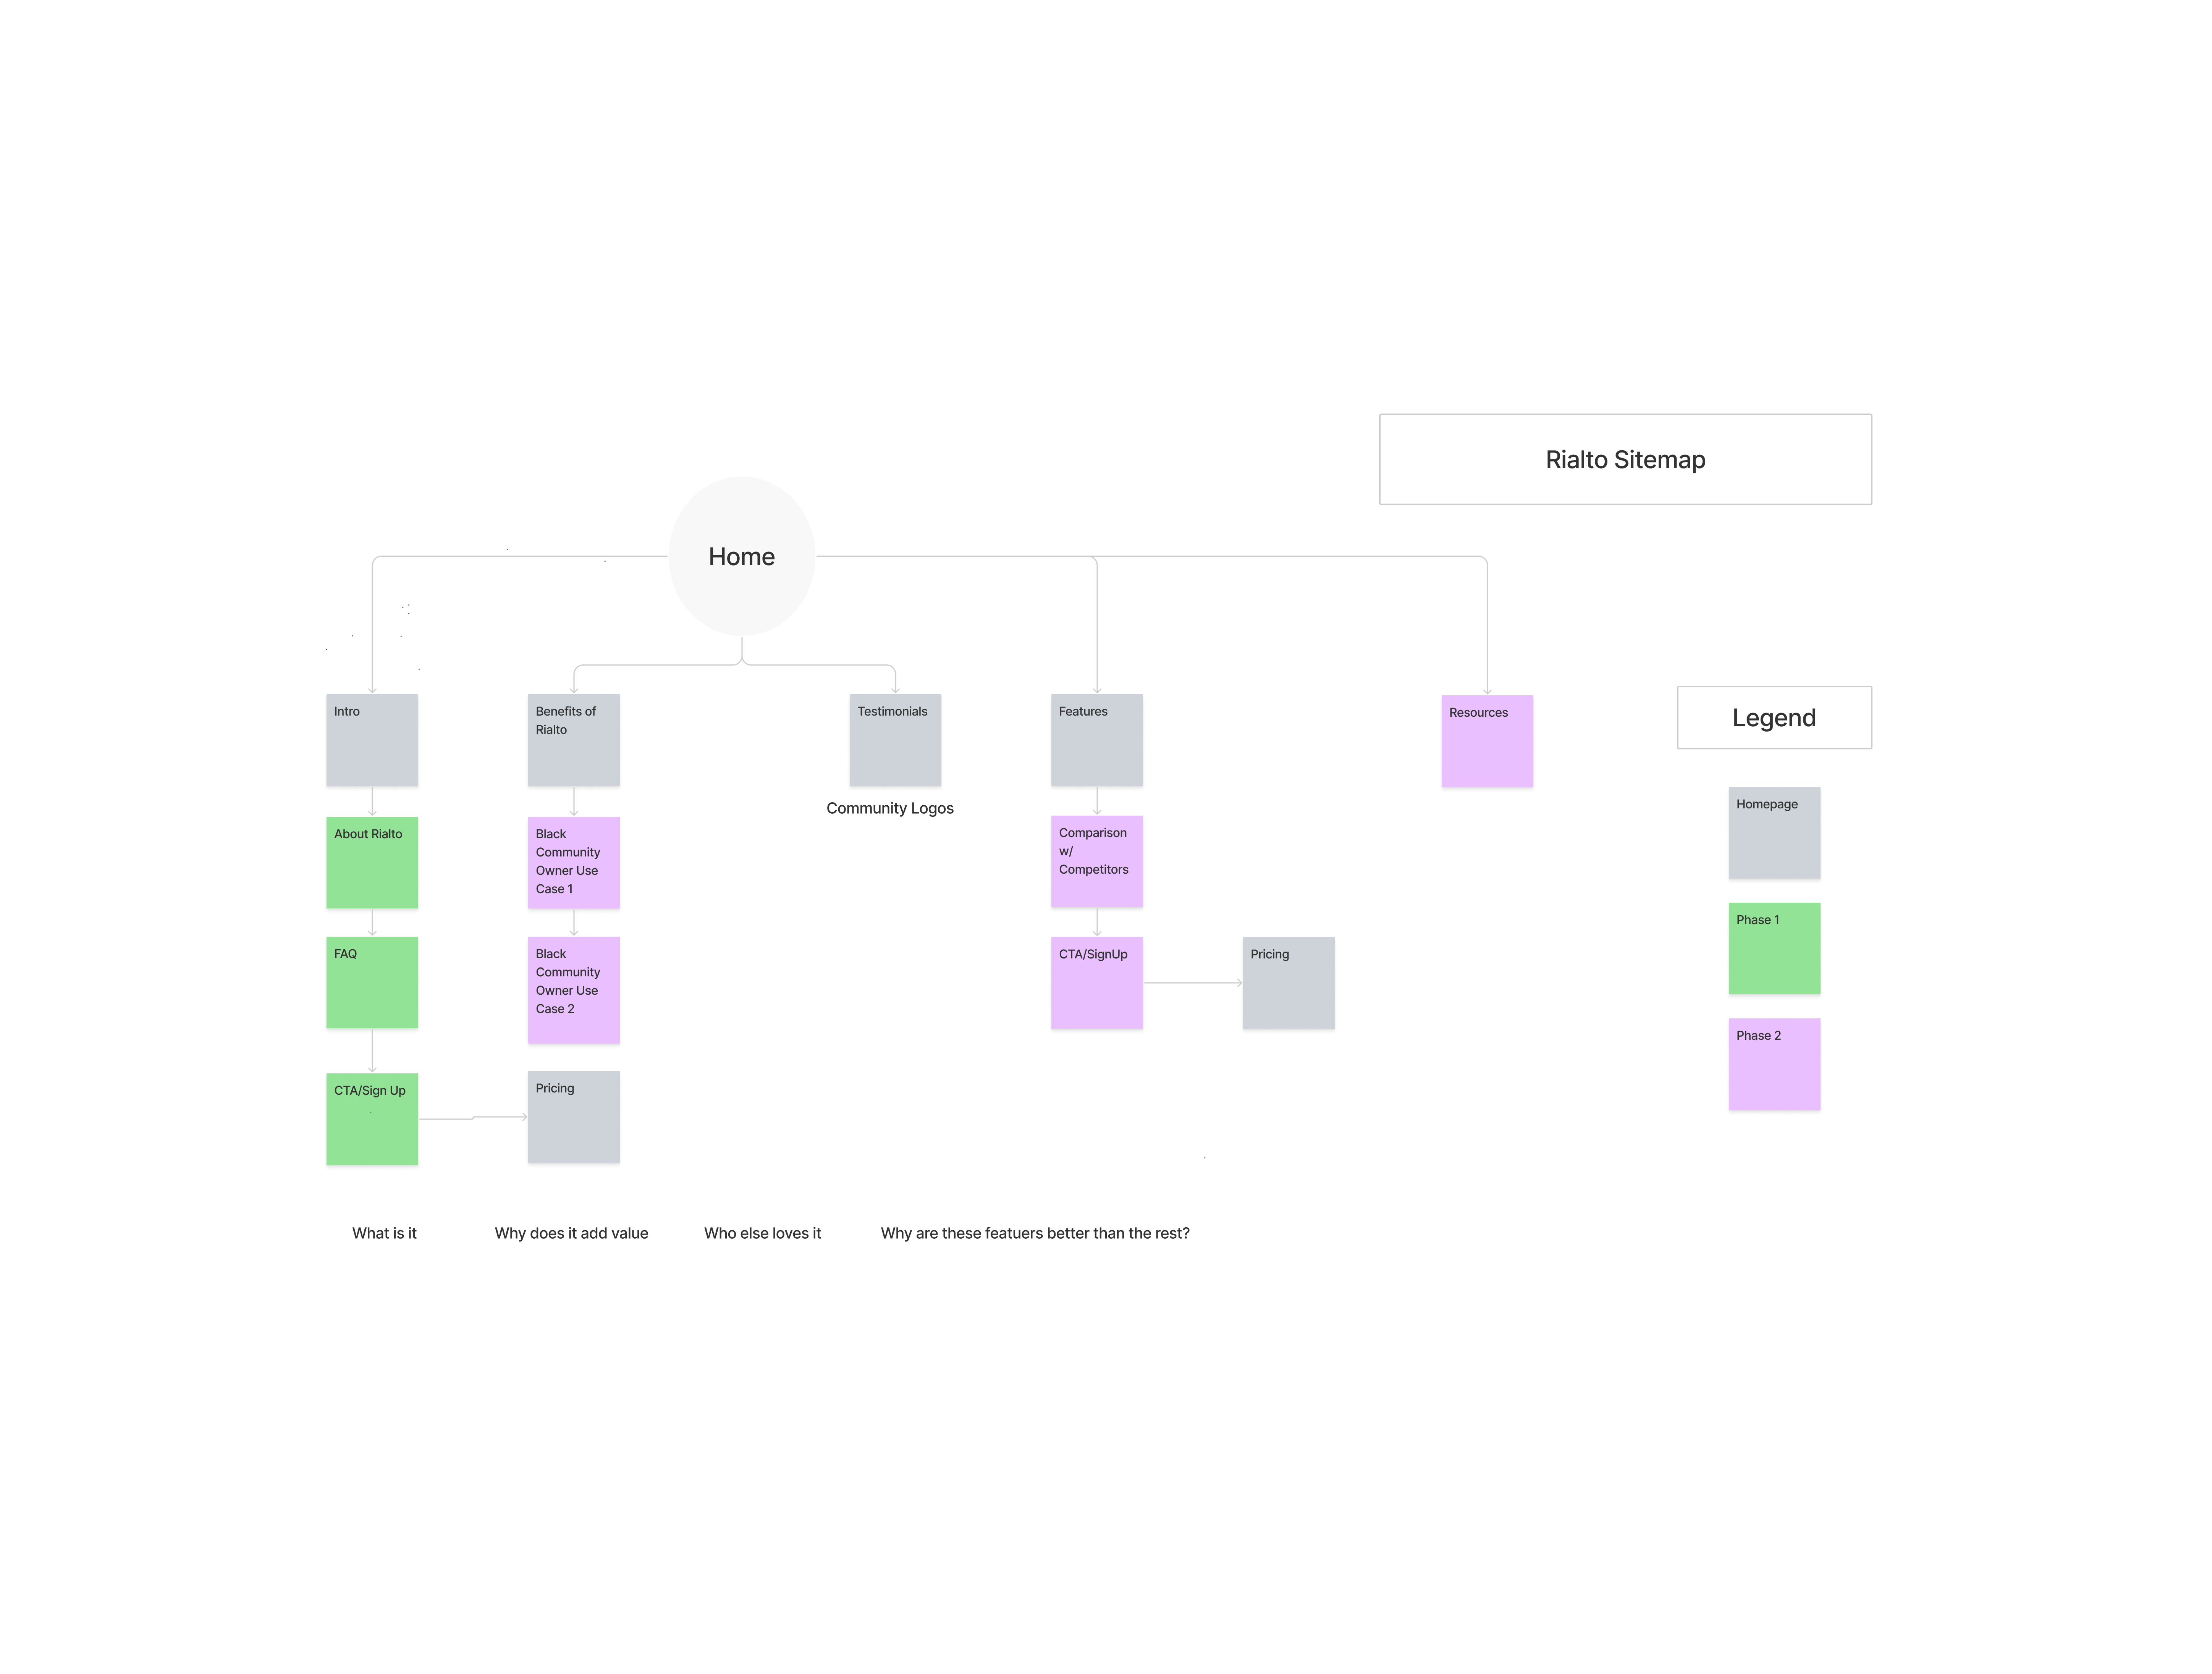 Rialto Sitemap
Home
Intro
Benefits of
Rialto
Testimonials
Features
Resources
Legend
Community Logos
Homepage
About Rialto
Black
Community
Owner Use
Case 1
Comparison
w/
Competitors
Phase 1
FAQ
Black
Community
Owner Use
Case 2
CTA/SignUp
Pricing
Phase 2
CTA/Sign Up
Pricing
What is it
Why does it add value
Who else loves it
Why are these featuers better than the rest?